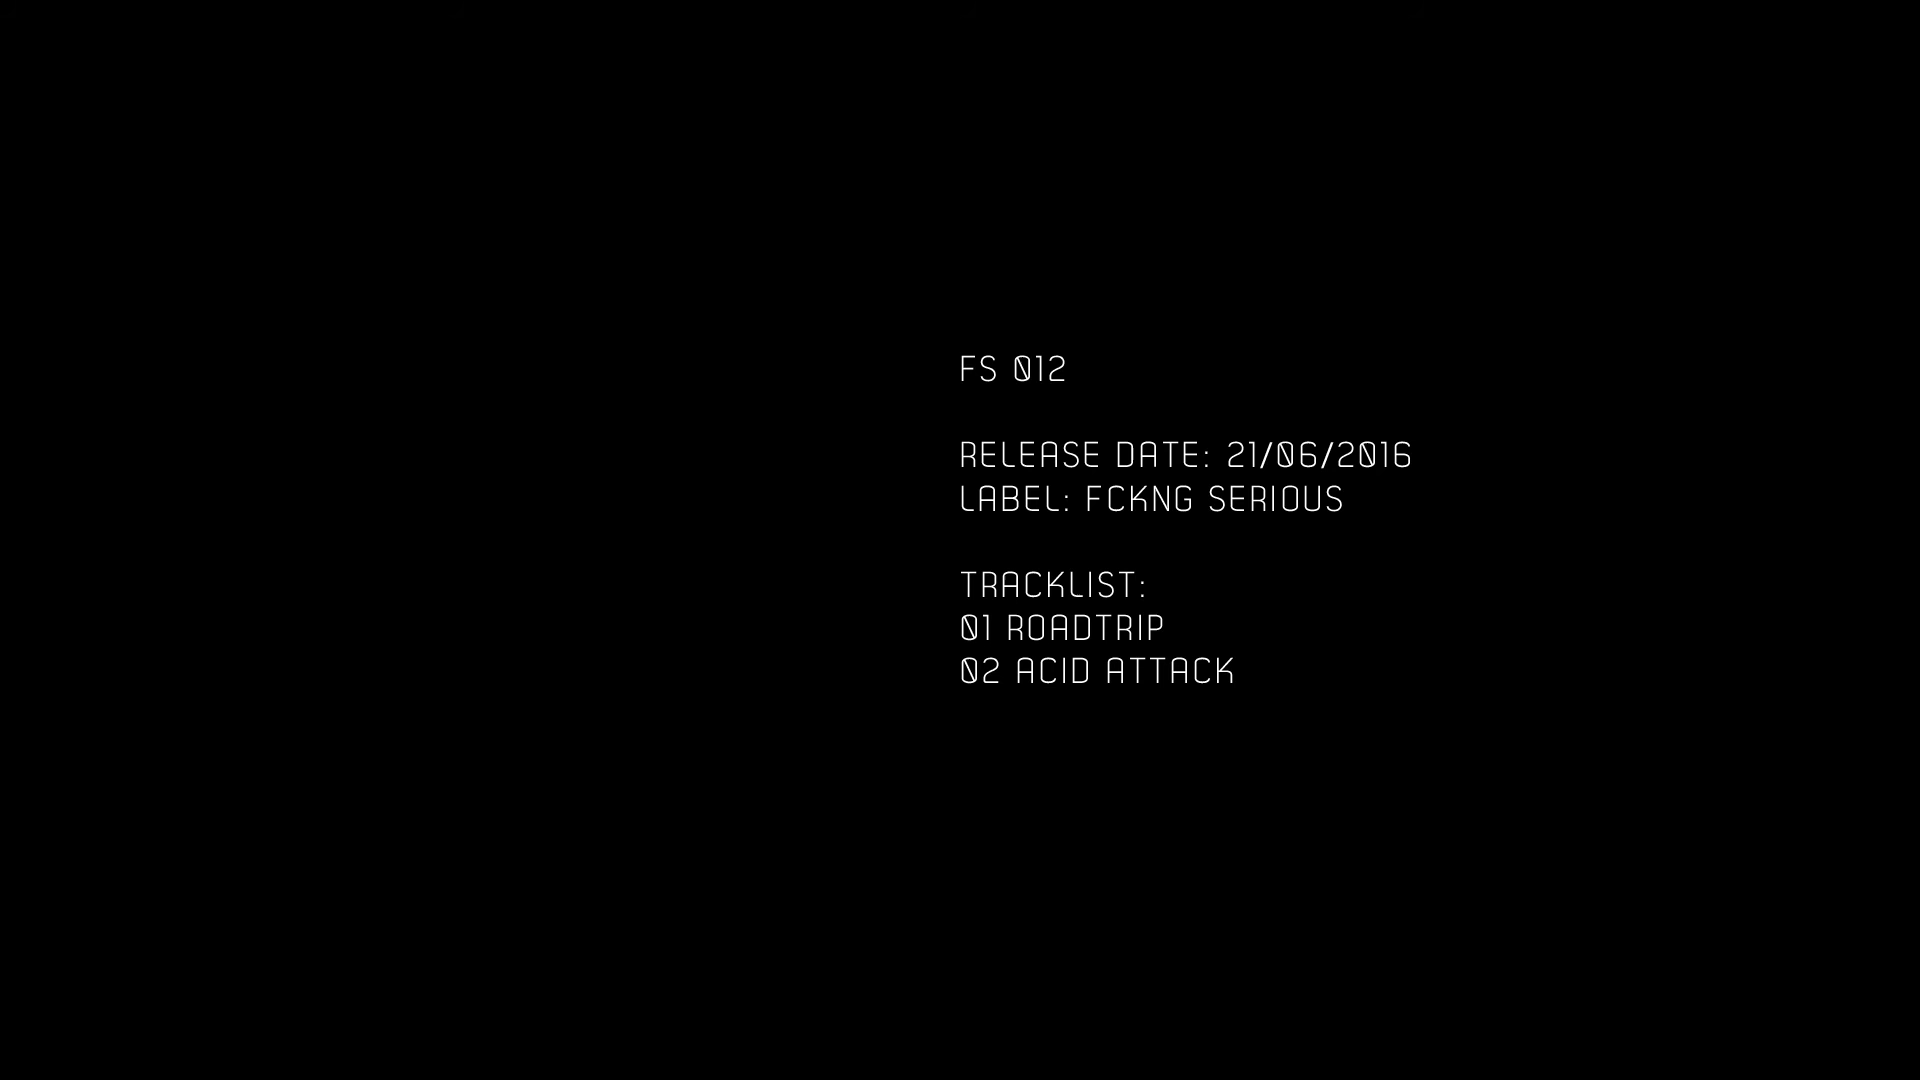 FS 012
RELEASE DATE: 21/06/2016
LABEL: FCKNG SERIOUS
TRACKLIST:
01 ROADTRIP
02 ACID ATTACK